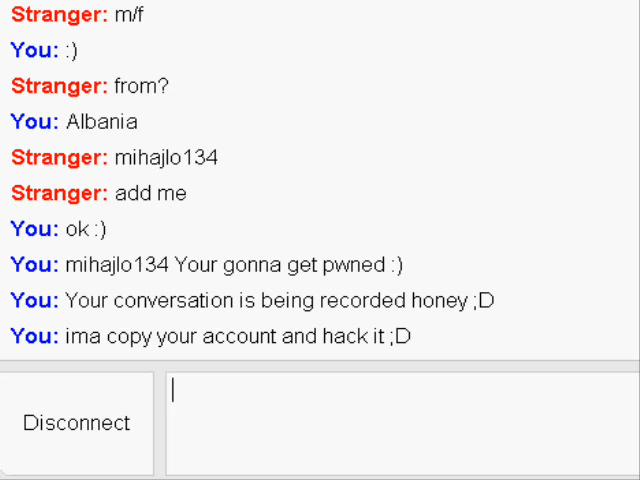 Stranger: m/f
You: :)
Stranger: from?
You: Albania
Stranger: mihajlo134
Stranger: add me
You: ok :)
You: mihajlo134 Your gonna get pwned :)
You: Your conversation is being recorded honey ;D
You: ima copy your account and hack it ;D
Disconnect